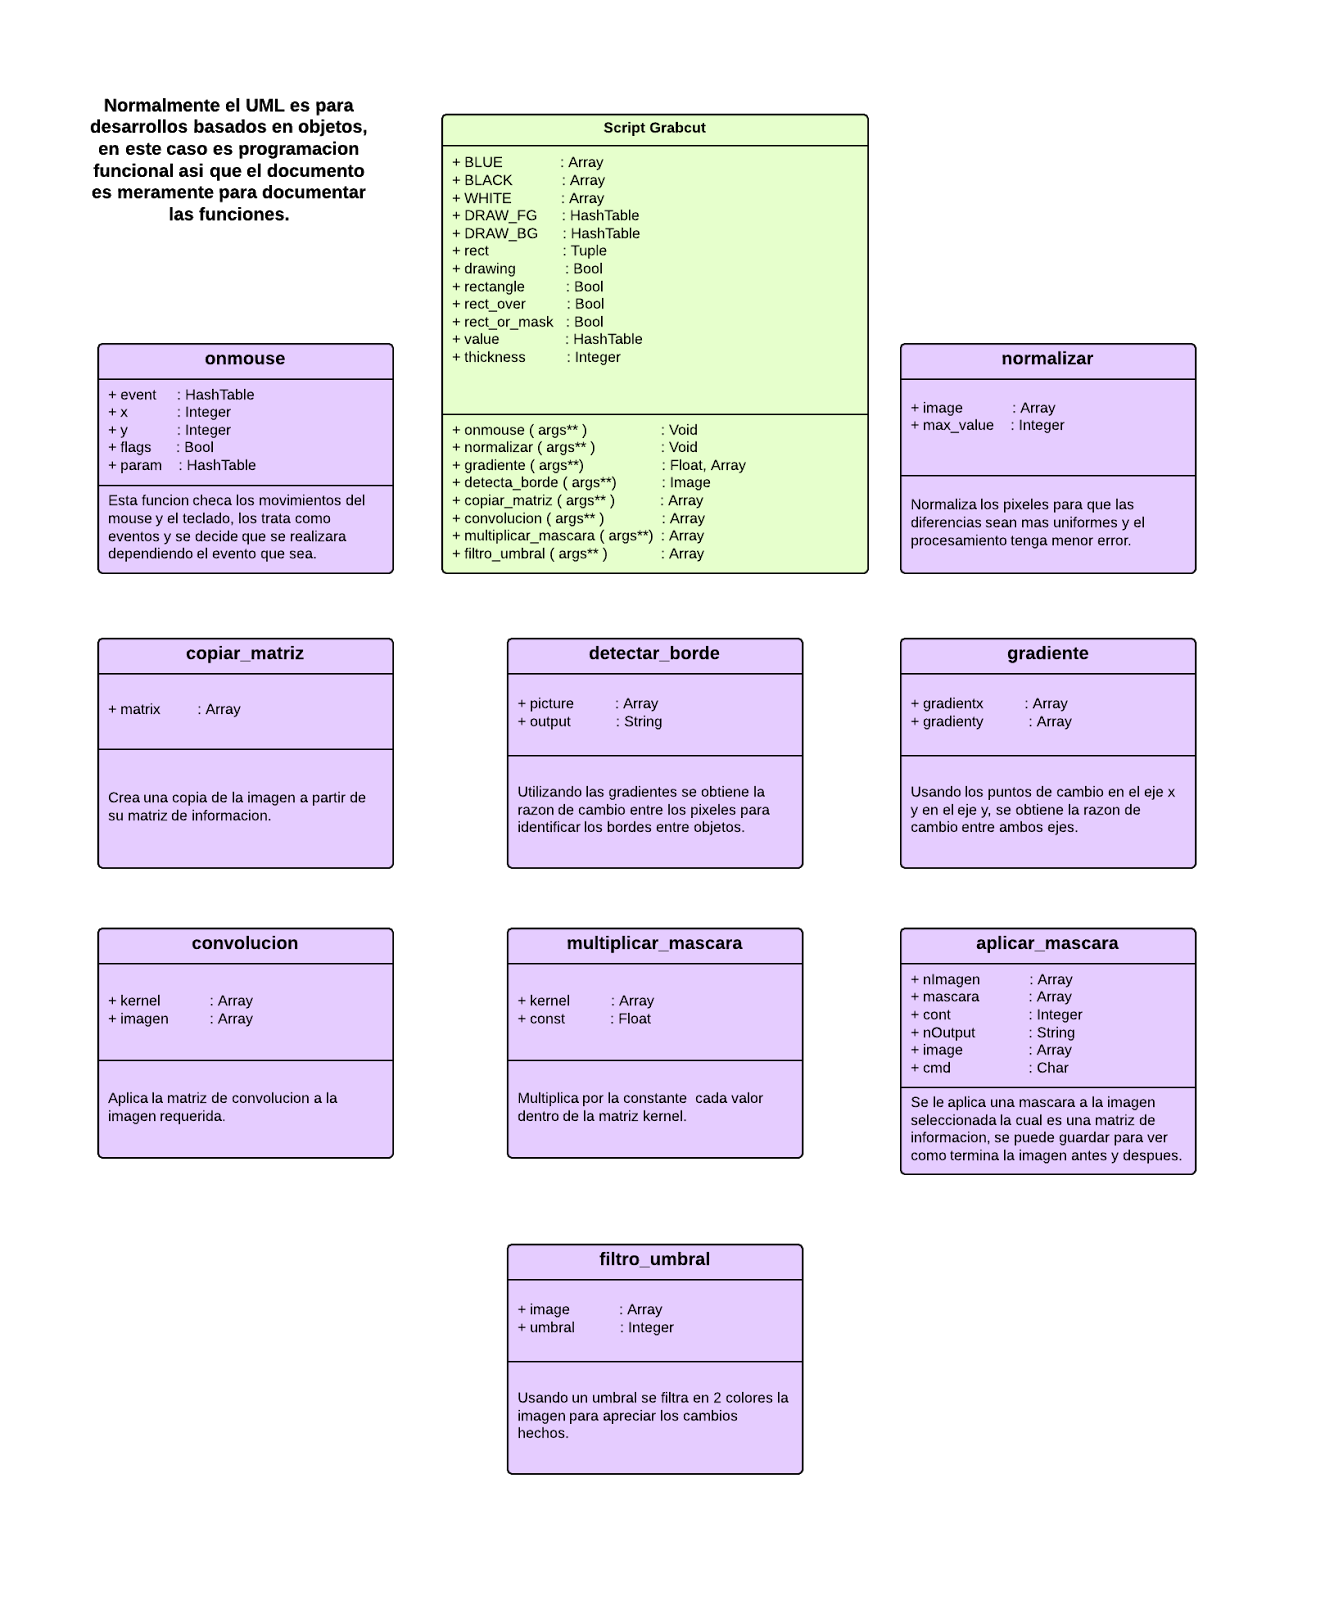 Normalmente el UML es para
desarrollos basados en objetos,
en este caso es programacion
funcional asi que el documento
es meramente para documentar
las funciones.
Script Grabcut
+ BLUE : Array
+ BLACK : Array
+ WHITE : Array
+ DRAW_FG : HashTable
+ DRAW_BG : HashTable
+ rect : Tuple
+ drawing : Bool
+ rectangle : Bool
+ rect_over : Bool
+ rect_or_mask : Bool
+ value : HashTable
+ thickness : Integer
+ onmouse ( args** ) : Void
+ normalizar ( args** ) : Void
+ gradiente ( args**) : Float, Array
+ detecta_borde ( args**) : Image
+ copiar_matriz ( args** ) : Array
+ convolucion ( args** ) : Array
+ multiplicar_mascara ( args**) : Array
+ filtro_umbral ( args** ) : Array
onmouse
+ event : HashTable
+ x : Integer
+ y : Integer
+ flags : Bool
+ param : HashTable
Esta funcion checa los movimientos del
mouse y el teclado, los trata como
eventos y se decide que se realizara
dependiendo el evento que sea.
normalizar
+ image : Array
+ max_value : Integer
Normaliza los pixeles para que las
diferencias sean mas uniformes y el
procesamiento tenga menor error.
copiar_matriz
+ matrix : Array
Crea una copia de la imagen a partir de
su matriz de informacion.
detectar_borde
+ picture : Array
+ output : String
Utilizando las gradientes se obtiene la
razon de cambio entre los pixeles para
identificar los bordes entre objetos.
gradiente
+ gradientx : Array
+ gradienty : Array
Usando los puntos de cambio en el eje x
y en el eje y, se obtiene la razon de
cambio entre ambos ejes.
convolucion
+ kernel : Array
+ imagen : Array
Aplica la matriz de convolucion a la
imagen requerida.
multiplicar_mascara
+ kernel : Array
+ const : Float
Multiplica por la constante cada valor
dentro de la matriz kernel.
aplicar_mascara
+ nImagen : Array
+ mascara : Array
+ cont : Integer
+ nOutput : String
+ image : Array
+ cmd : Char
Se le aplica una mascara a la imagen
seleccionada la cual es una matriz de
informacion, se puede guardar para ver
como termina la imagen antes y despues.
filtro_umbral
+ image : Array
+ umbral : Integer
Usando un umbral se filtra en 2 colores la
imagen para apreciar los cambios
hechos.